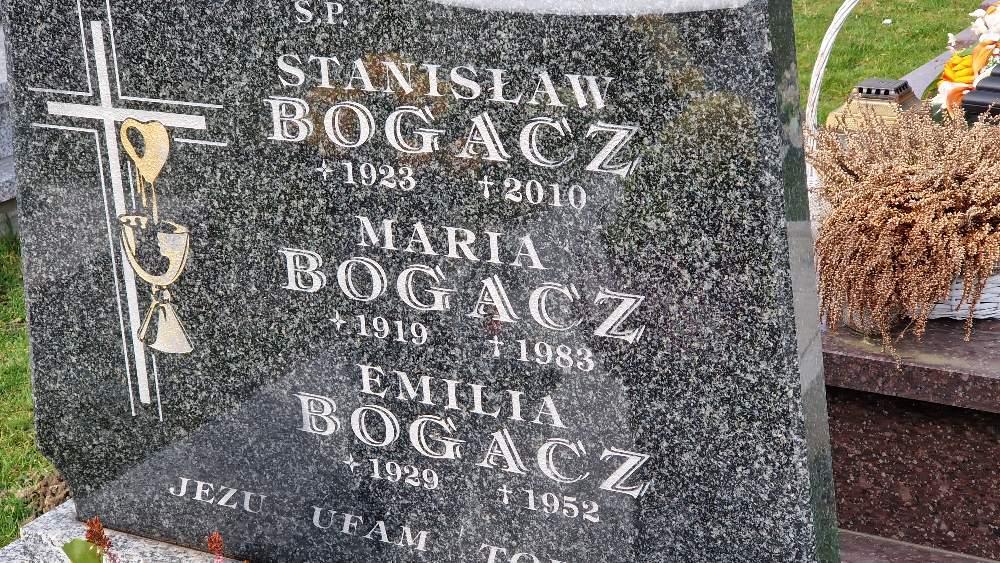 S.P.
STANISŁAW
BOGACZ
+1923 †2010
MARIA
BOGACZ
+1919 †1983
EMILIA
BOGACZ
+1929 †1952
JEZU UFAM